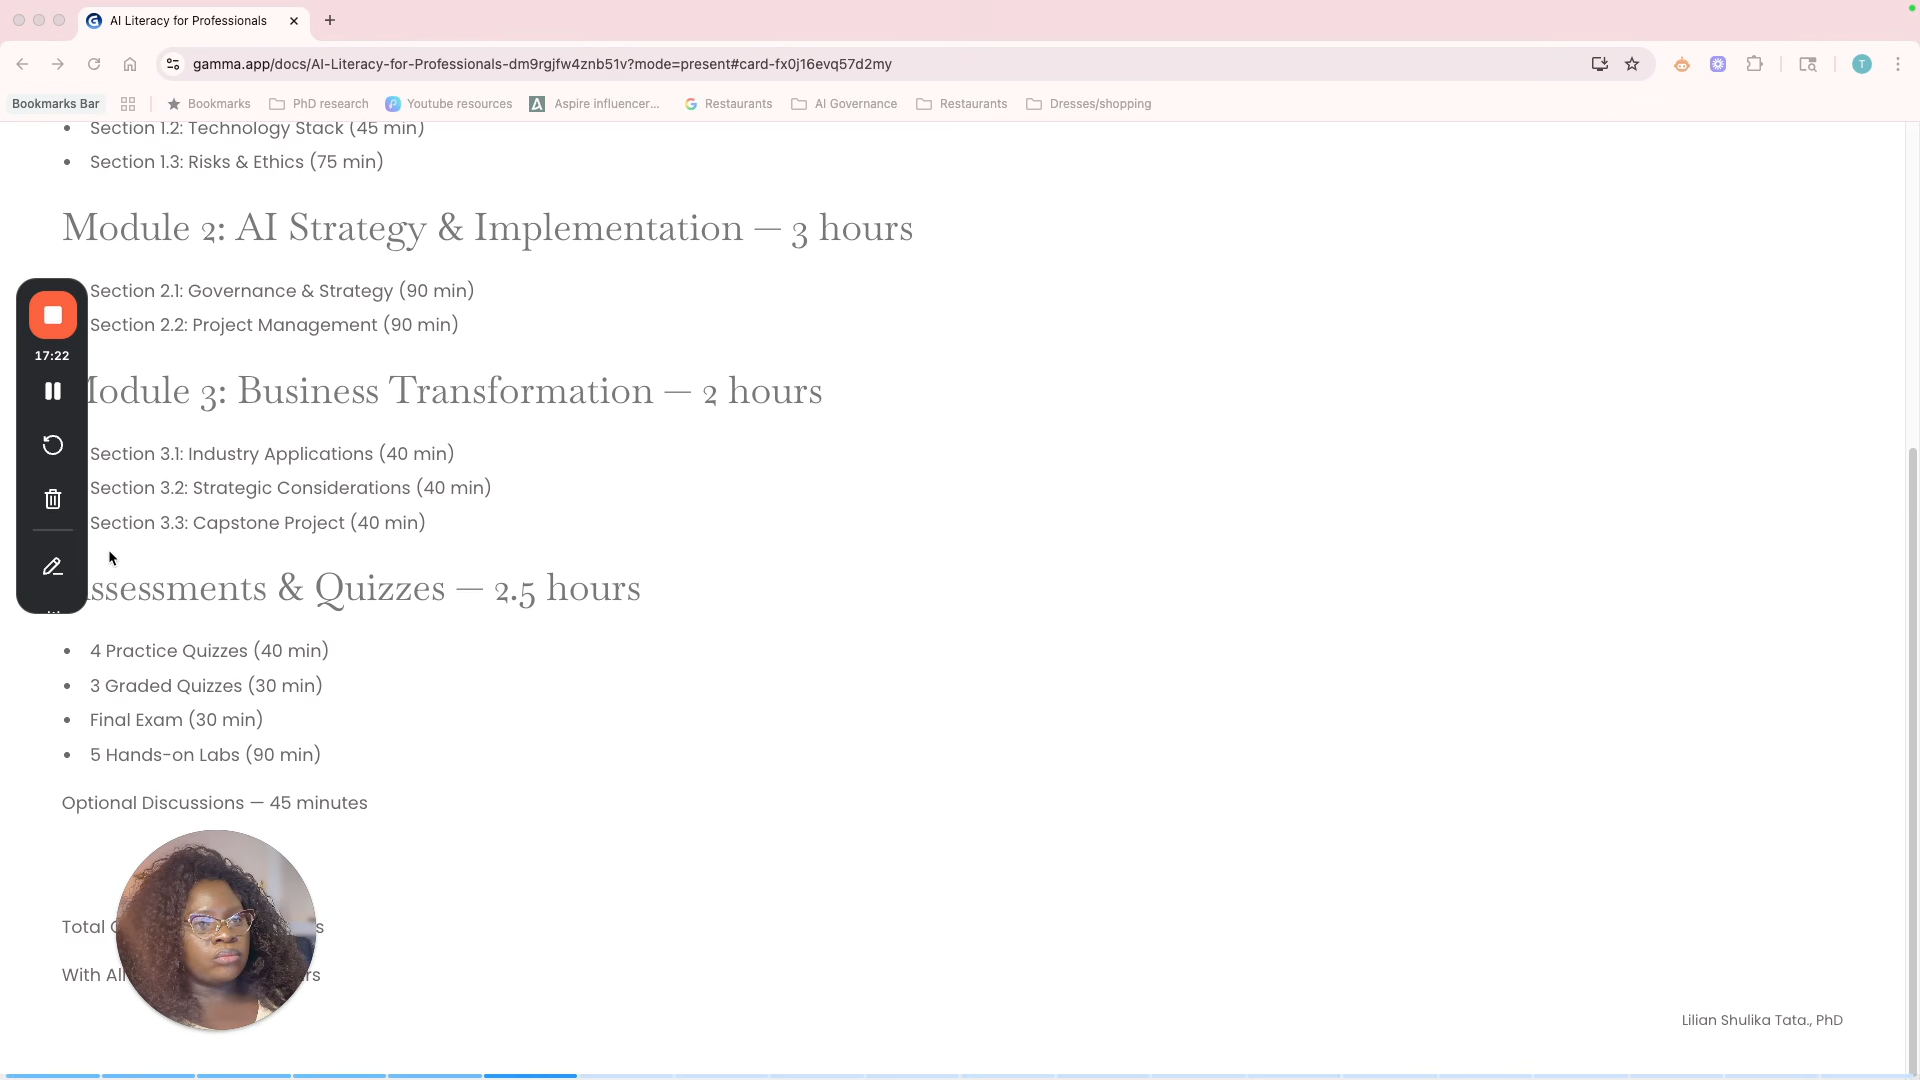 AI Literacy for Professionals
gamma.app/docs/AI-Literacy-for-Professionals-dm9rgjfw4znb51v?mode=present#card-fx0j16evq57d2my
T
Bookmarks Bar
Bookmarks
PhD research
Youtube resources
Aspire influencer...
Restaurants
AI Governance
Restaurants
Dresses/shopping
Section 1.2: Technology Stack (45 min)
Section 1.3: Risks & Ethics (75 min)
Module 2: AI Strategy & Implementation — 3 hours
Section 2.1: Governance & Strategy (90 min)
Section 2.2: Project Management (90 min)
17:22
Module 3: Business Transformation — 2 hours
Section 3.1: Industry Applications (40 min)
Section 3.2: Strategic Considerations (40 min)
Section 3.3: Capstone Project (40 min)
Assessments & Quizzes — 2.5 hours
4 Practice Quizzes (40 min)
3 Graded Quizzes (30 min)
Final Exam (30 min)
5 Hands-on Labs (90 min)
Optional Discussions — 45 minutes
Total
With All
Lilian Shulika Tata., PhD